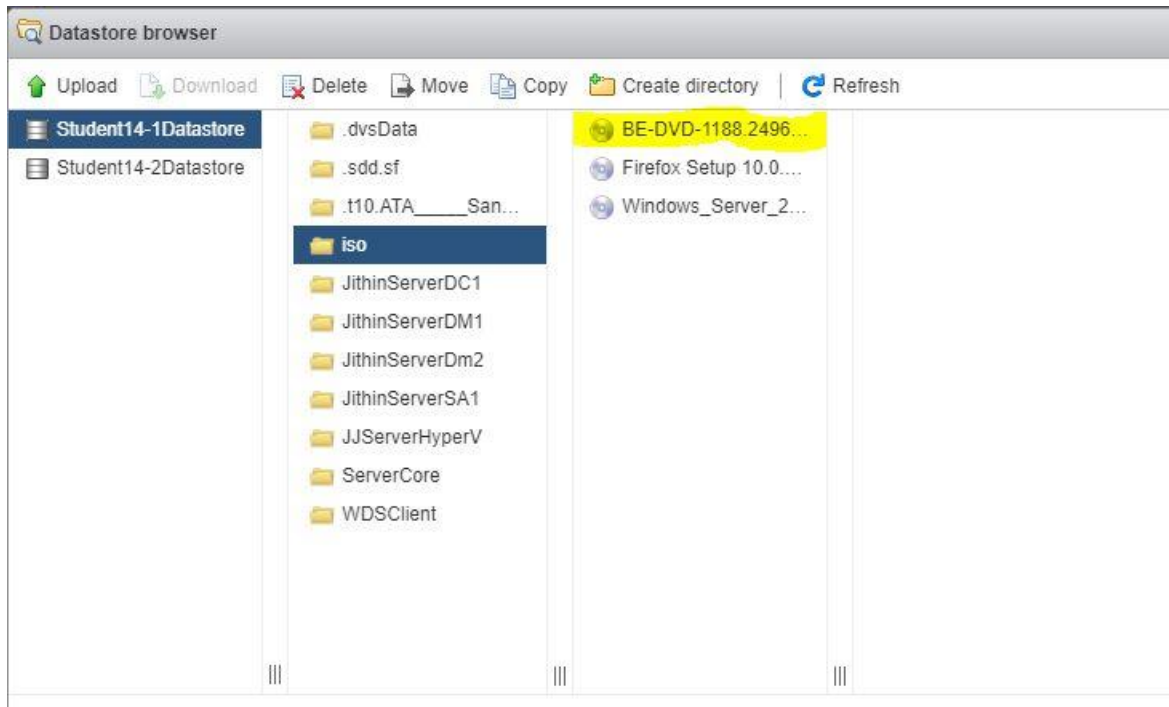 Datastore browser
Upload Download Delete Move Copy Create directory Refresh
Student14-1Datastore
Student14-2Datastore
.dvsData
.sdd.sf
.t10.ATA_____San...
iso
JithinServerDC1
JithinServerDM1
JithinServerDm2
JithinServerSA1
JJServerHyperV
ServerCore
WDSClient
BE-DVD-1188.2496...
Firefox Setup 10.0....
Windows_Server_2...